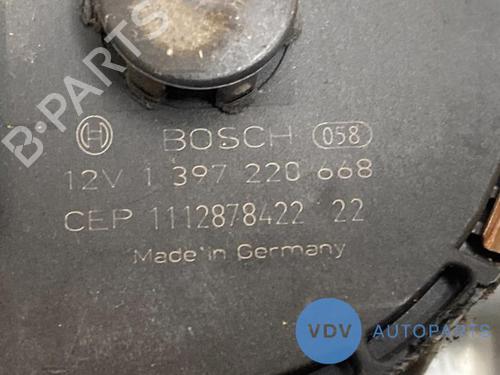 B-PARTS
BOSCH 058
12V 1 397 220 668
CEP 1112878422 22
Made in Germany
VDV AUTOPARTS